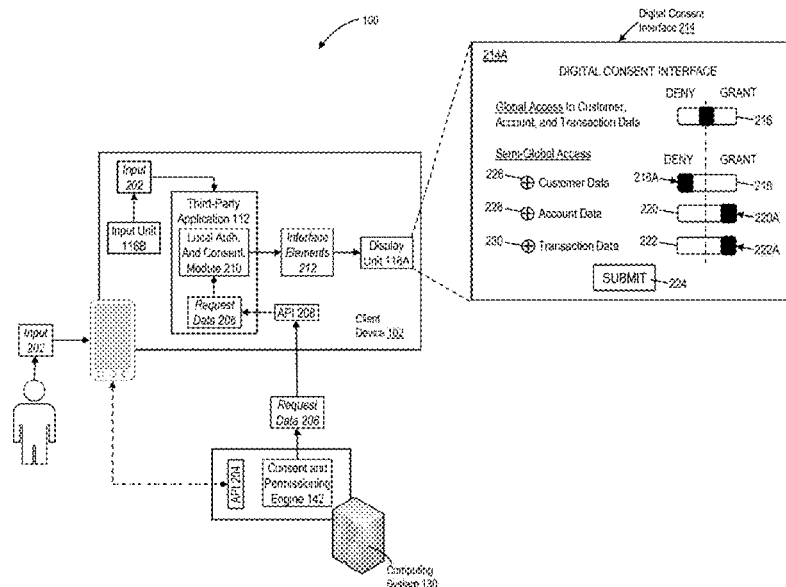 100
Digital Consent
Interface 214
214A
DIGITAL CONSENT INTERFACE
DENY GRANT
Global Access to Customer,
Account, and Transaction Data
216
Semi-Global Access
DENY GRANT
226
Customer Data
218A
218
228
Account Data
220
220A
230
Transaction Data
222
222A
SUBMIT
224
Input
202
Input Unit
116B
Third-Party
Application 112
Local Auth.
And Consent
Module 210
Request
Data 206
Interface
Elements
212
Display
Unit 116A
API 208
Client
Device 102
Input
202
Request
Data 206
API 204
Consent and
Permissioning
Engine 142
Computing
System 130